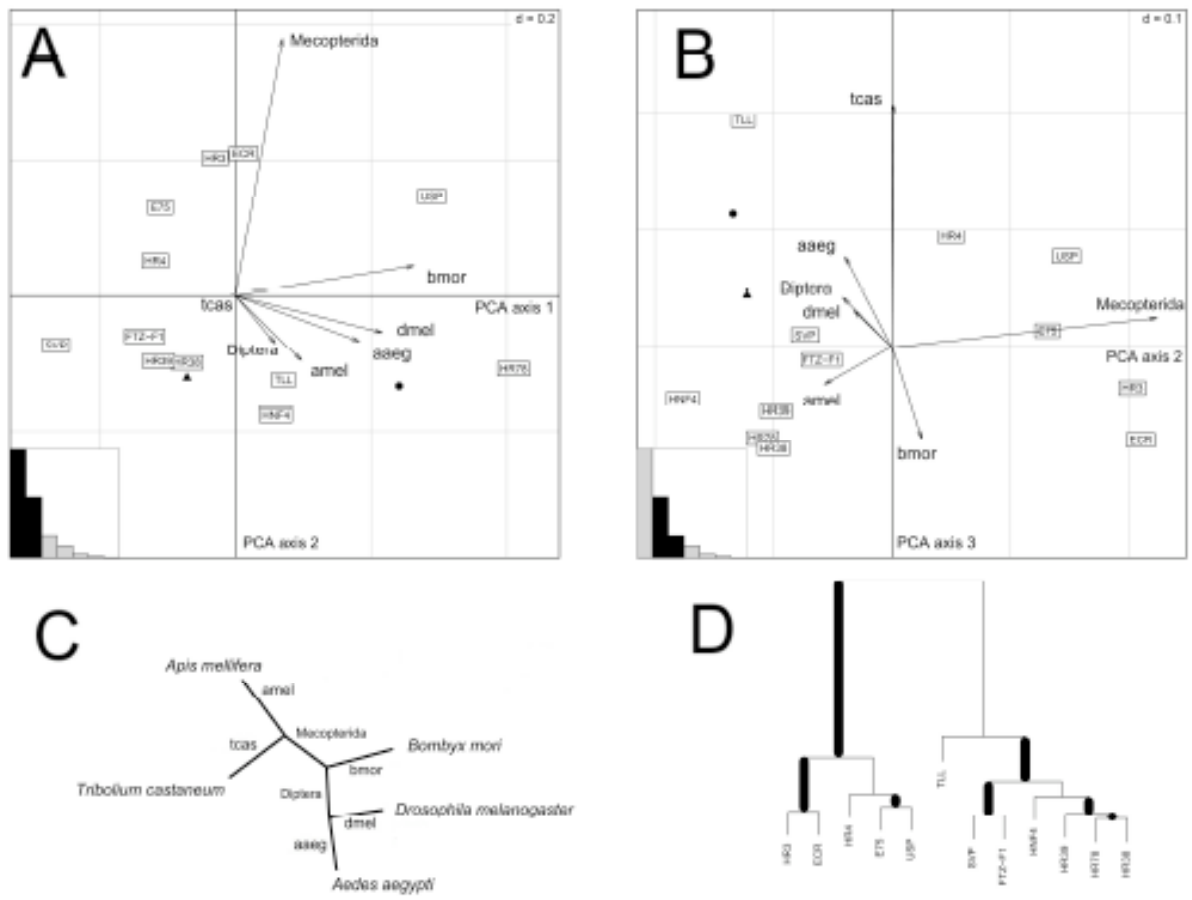 A
d = 0.2
Mecopterida
HR3
ECR
USP
E75
HR4
bmor
tcas
PCA axis 1
dmel
SVP
FTZ-F1
Diptera
aaeg
HR39
HR38
amel
TLL
HR78
HNF4
PCA axis 2
B
d = 0.1
tcas
TLL
HR4
aaeg
USP
Diptera
Mecopterida
dmel
E75
SVP
FTZ-F1
PCA axis 2
amel
HR3
HNF4
HR39
HR78
HR38
ECR
bmor
PCA axis 3
C
Apis mellifera
amel
Mecopterida
tcas
Bombyx mori
bmor
Tribolium castaneum
Diptera
Drosophila melanogaster
dmel
aaeg
Aedes aegypti
D
TLL
HR3
ECR
HR4
E75
USP
SVP
FTZ-F1
HNF4
HR39
HR78
HR38